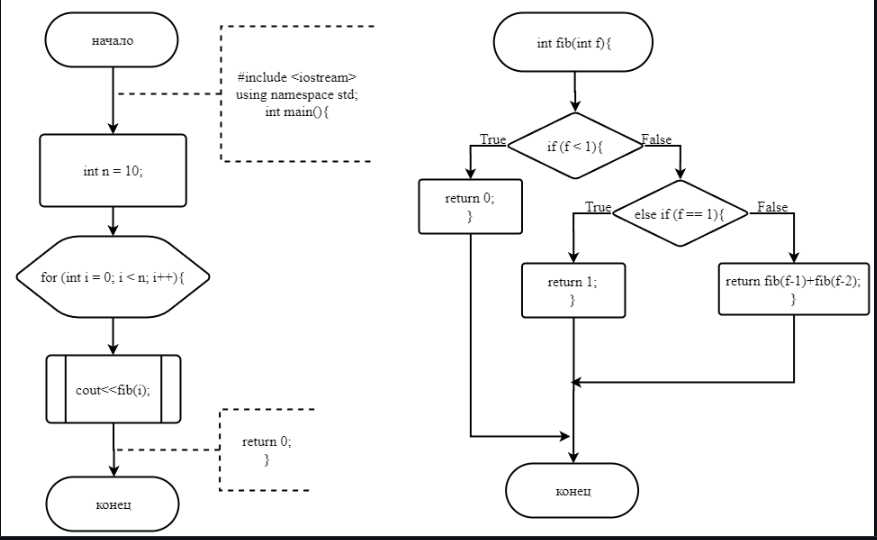 начало
#include <iostream>
using namespace std;
int main(){
int n = 10;
for (int i = 0; i < n; i++){
cout<<fib(i);
return 0;
}
конец
int fib(int f){
if (f < 1){
True
False
return 0;
}
else if (f == 1){
True
False
return 1;
}
return fib(f-1)+fib(f-2);
}
конец